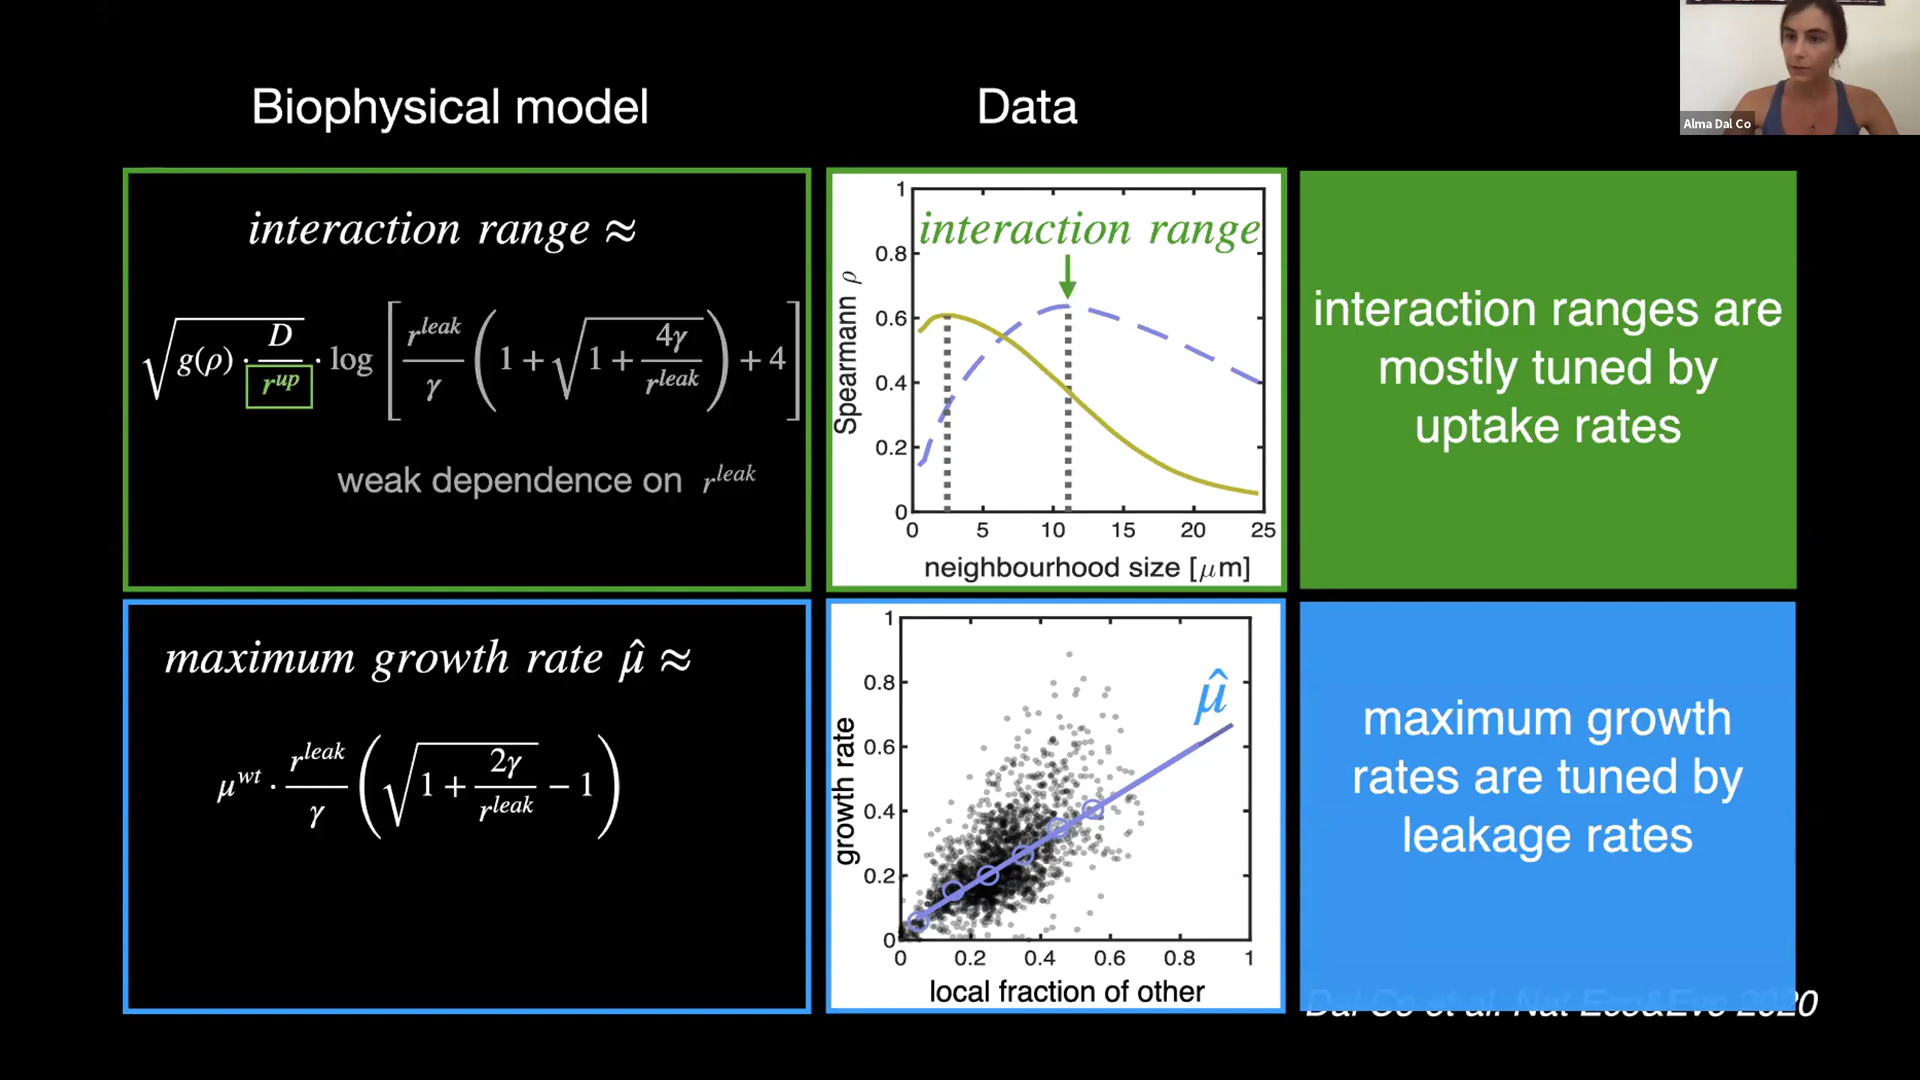 Alma Dal Co
Biophysical model
Data
interaction range ≈
√(g(ρ) · D / r^up) · log [ r^leak / γ ( 1 + √(1 + 4γ / r^leak) ) + 4 ]
weak dependence on r^leak
1
0.8
0.6
0.4
0.2
0
Spearmann ρ
interaction range
0 5 10 15 20 25
neighbourhood size [μm]
interaction ranges are
mostly tuned by
uptake rates
maximum growth rate μ̂ ≈
μ^wt · r^leak / γ ( √(1 + 2γ / r^leak) − 1 )
1
0.8
0.6
0.4
0.2
0
growth rate
μ̂
0 0.2 0.4 0.6 0.8 1
local fraction of other
maximum growth
rates are tuned by
leakage rates
Dal Co et al. Nat Eco&Evo 2020